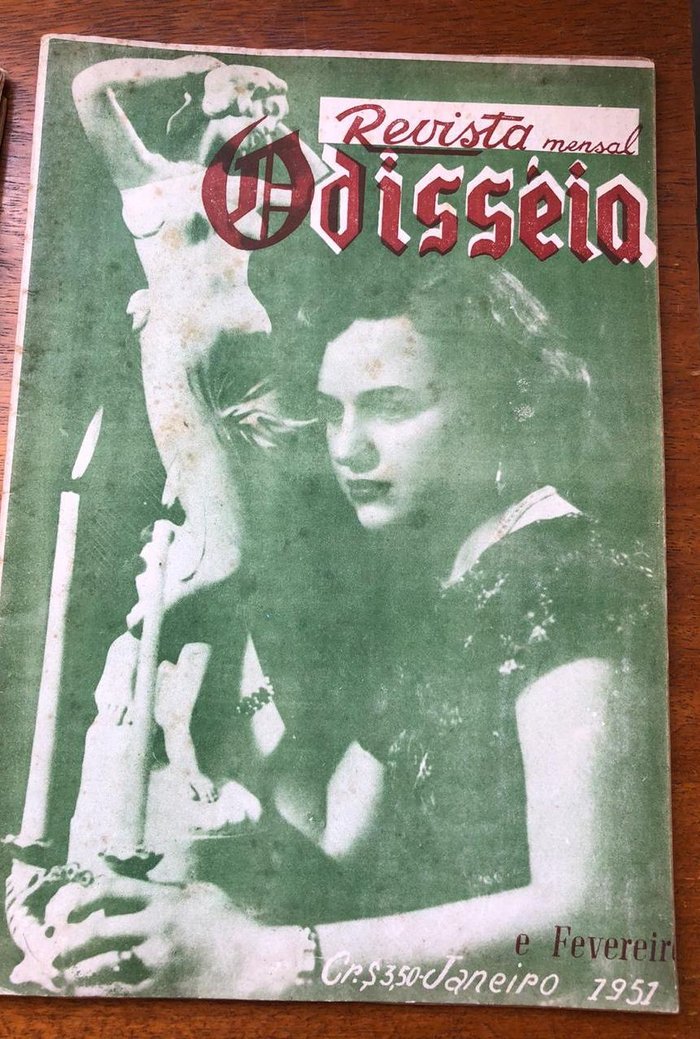 Revista mensal
Odisséia
e Fevereir
Cr.$3,50-Janeiro 1951